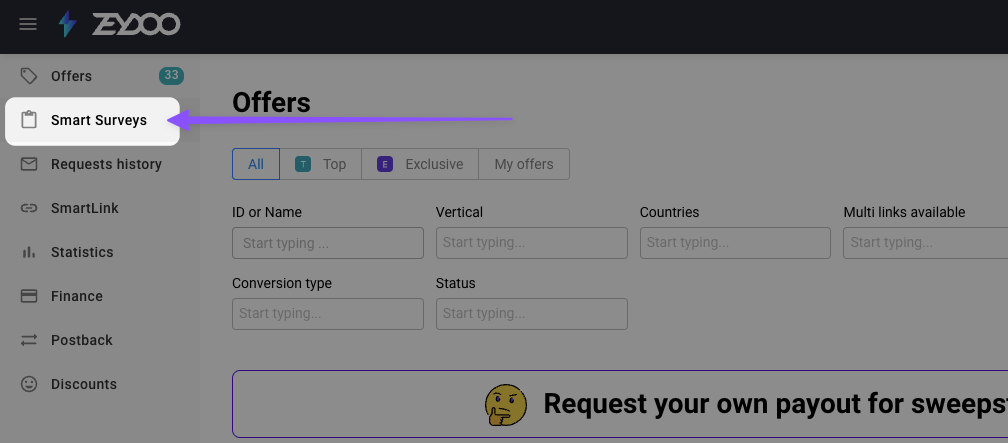 ZEYDOO
Offers
33
Smart Surveys
Requests history
SmartLink
Statistics
Finance
Postback
Discounts
Offers
All
T Top
E Exclusive
My offers
ID or Name
Vertical
Countries
Multi links available
Start typing ...
Start typing...
Start typing...
Start typing...
Conversion type
Status
Start typing...
Start typing...
Request your own payout for